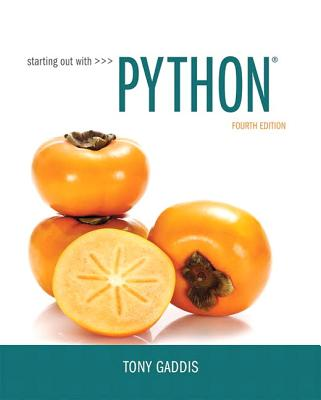 starting out with >>>
PYTHON®
FOURTH EDITION
TONY GADDIS